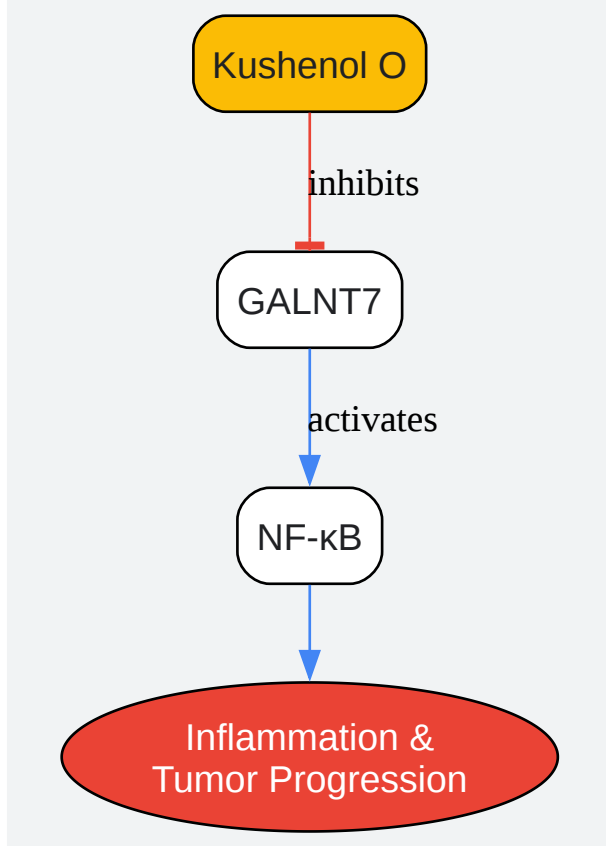 Kushenol O
inhibits
GALNT7
activates
NF-κB
Inflammation &
Tumor Progression